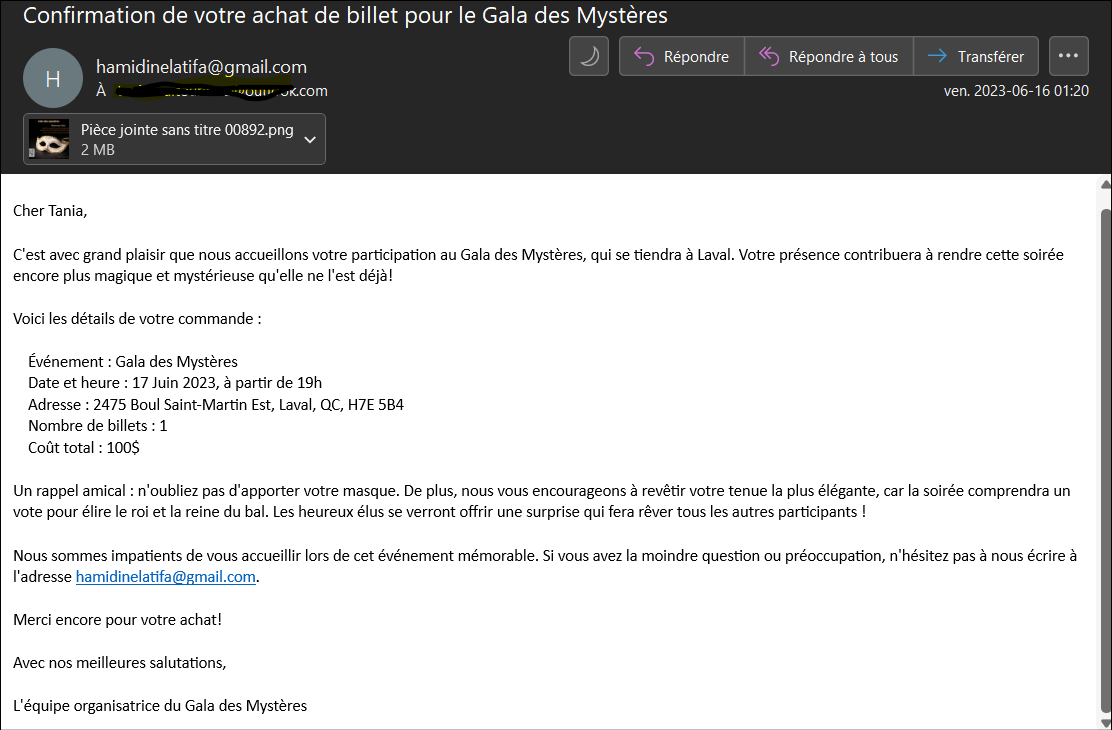 Confirmation de votre achat de billet pour le Gala des Mystères
H
hamidinelatifa@gmail.com
À
k.com
Répondre
Répondre à tous
Transférer
ven. 2023-06-16 01:20
Pièce jointe sans titre 00892.png
2 MB
Cher Tania,
C'est avec grand plaisir que nous accueillons votre participation au Gala des Mystères, qui se tiendra à Laval. Votre présence contribuera à rendre cette soirée
encore plus magique et mystérieuse qu'elle ne l'est déjà!
Voici les détails de votre commande :
Événement : Gala des Mystères
Date et heure : 17 Juin 2023, à partir de 19h
Adresse : 2475 Boul Saint-Martin Est, Laval, QC, H7E 5B4
Nombre de billets : 1
Coût total : 100$
Un rappel amical : n'oubliez pas d'apporter votre masque. De plus, nous vous encourageons à revêtir votre tenue la plus élégante, car la soirée comprendra un
vote pour élire le roi et la reine du bal. Les heureux élus se verront offrir une surprise qui fera rêver tous les autres participants !
Nous sommes impatients de vous accueillir lors de cet événement mémorable. Si vous avez la moindre question ou préoccupation, n'hésitez pas à nous écrire à
l'adresse hamidinelatifa@gmail.com.
Merci encore pour votre achat!
Avec nos meilleures salutations,
L'équipe organisatrice du Gala des Mystères